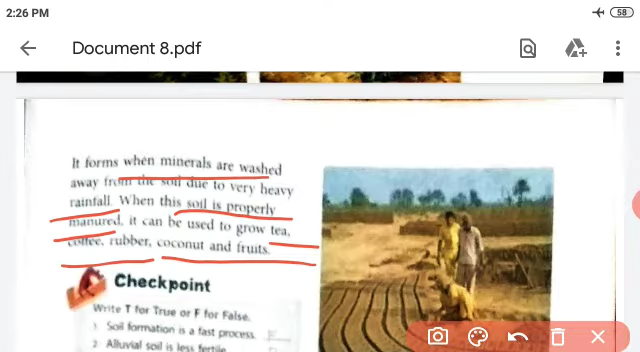 2:26 PM
58
Document 8.pdf
It forms when minerals are washed
away from the soil due to very heavy
rainfall. When this soil is properly
manured, it can be used to grow tea,
coffee, rubber, coconut and fruits.
Checkpoint
Write T for True or F for False.
1 Soil formation is a fast process. F
2 Alluvial soil is less fertile